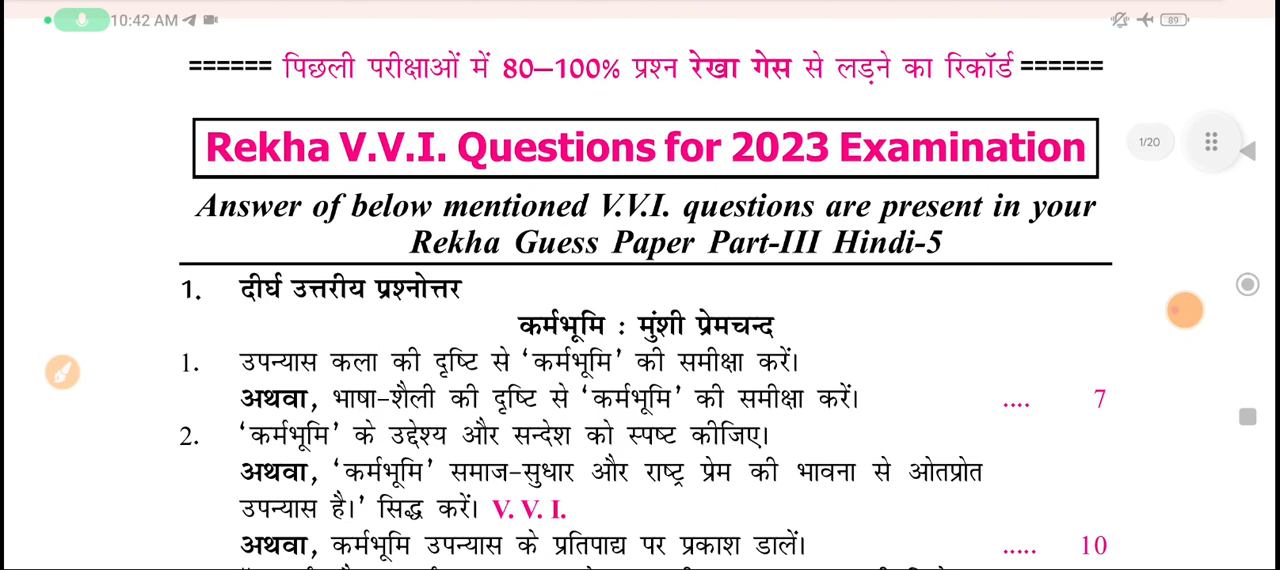 10:42 AM
89
====== पिछली परीक्षाओं में 80–100% प्रश्न रेखा गेस से लड़ने का रिकॉर्ड ======
Rekha V.V.I. Questions for 2023 Examination
1/20
Answer of below mentioned V.V.I. questions are present in your
Rekha Guess Paper Part-III Hindi-5
1. दीर्घ उत्तरीय प्रश्नोत्तर
कर्मभूमि : मुंशी प्रेमचन्द
1. उपन्यास कला की दृष्टि से ‘कर्मभूमि’ की समीक्षा करें।
अथवा, भाषा-शैली की दृष्टि से ‘कर्मभूमि’ की समीक्षा करें। .... 7
2. ‘कर्मभूमि’ के उद्देश्य और सन्देश को स्पष्ट कीजिए।
अथवा, ‘कर्मभूमि’ समाज-सुधार और राष्ट्र प्रेम की भावना से ओतप्रोत
उपन्यास है।’ सिद्ध करें। V. V. I.
अथवा, कर्मभूमि उपन्यास के प्रतिपाद्य पर प्रकाश डालें। ..... 10